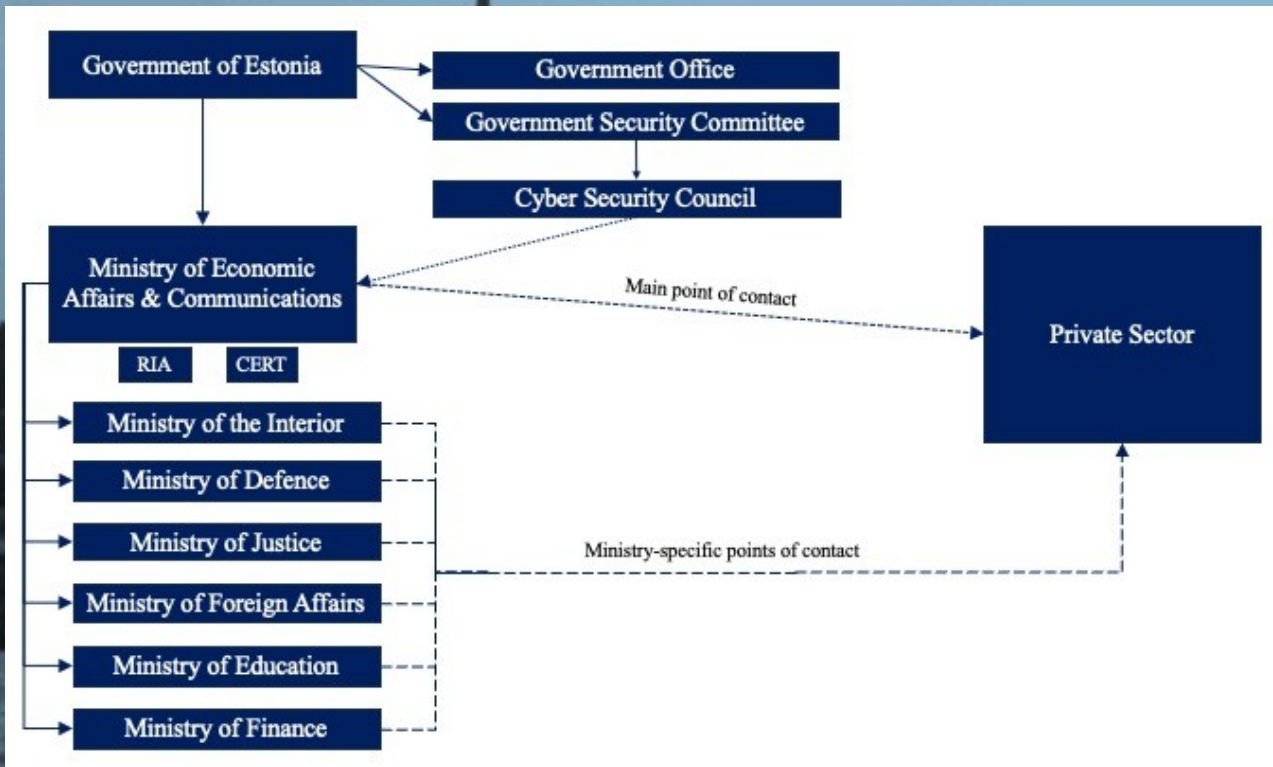 Government of Estonia
Government Office
Government Security Committee
Cyber Security Council
Ministry of Economic
Affairs & Communications
Main point of contact
Private Sector
RIA
CERT
Ministry of the Interior
Ministry of Defence
Ministry of Justice
Ministry-specific points of contact
Ministry of Foreign Affairs
Ministry of Education
Ministry of Finance